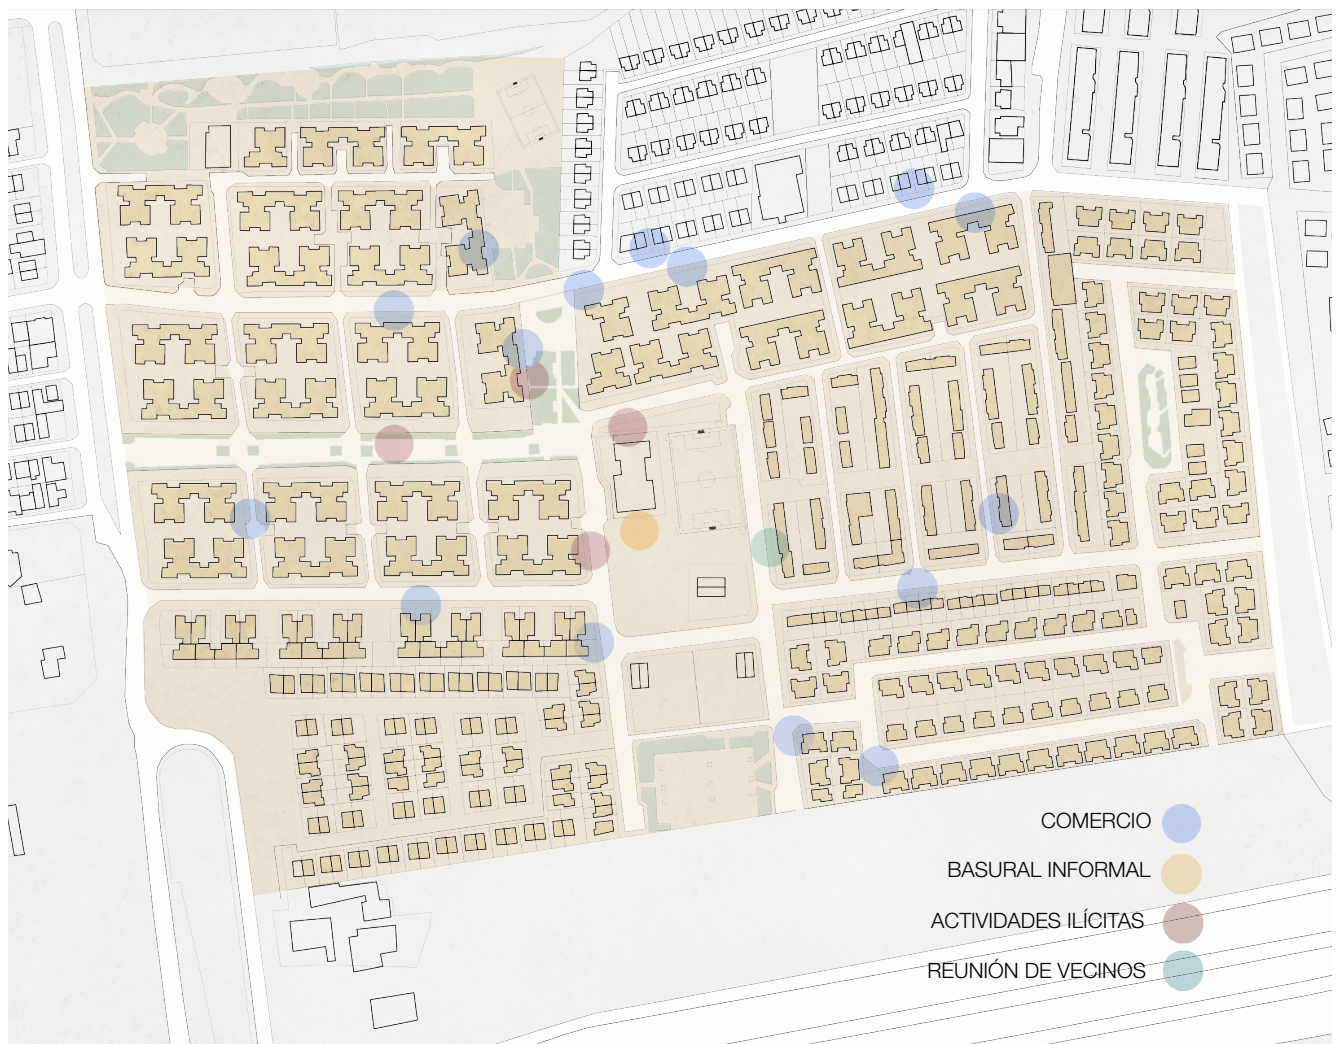 COMERCIO
BASURAL INFORMAL
ACTIVIDADES ILÍCITAS
REUNIÓN DE VECINOS